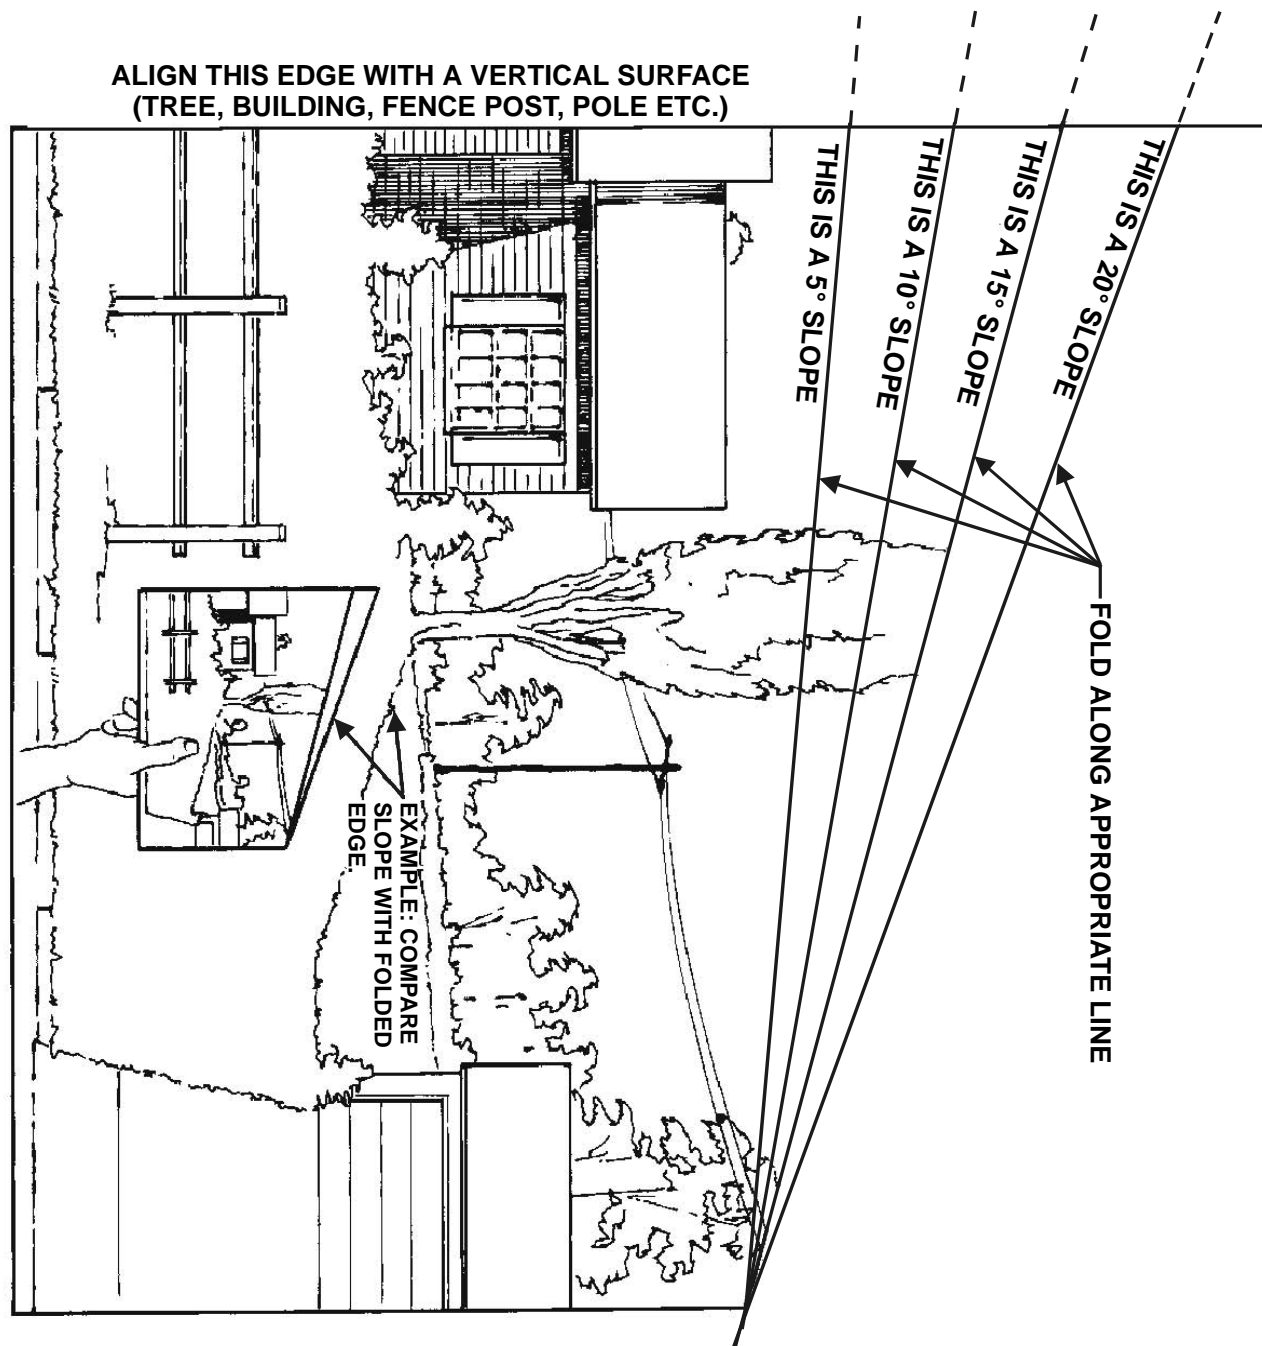 ALIGN THIS EDGE WITH A VERTICAL SURFACE
(TREE, BUILDING, FENCE POST, POLE ETC.)
THIS IS A 5° SLOPE
THIS IS A 10° SLOPE
THIS IS A 15° SLOPE
THIS IS A 20° SLOPE
FOLD ALONG APPROPRIATE LINE
EXAMPLE: COMPARE
SLOPE WITH FOLDED
EDGE.